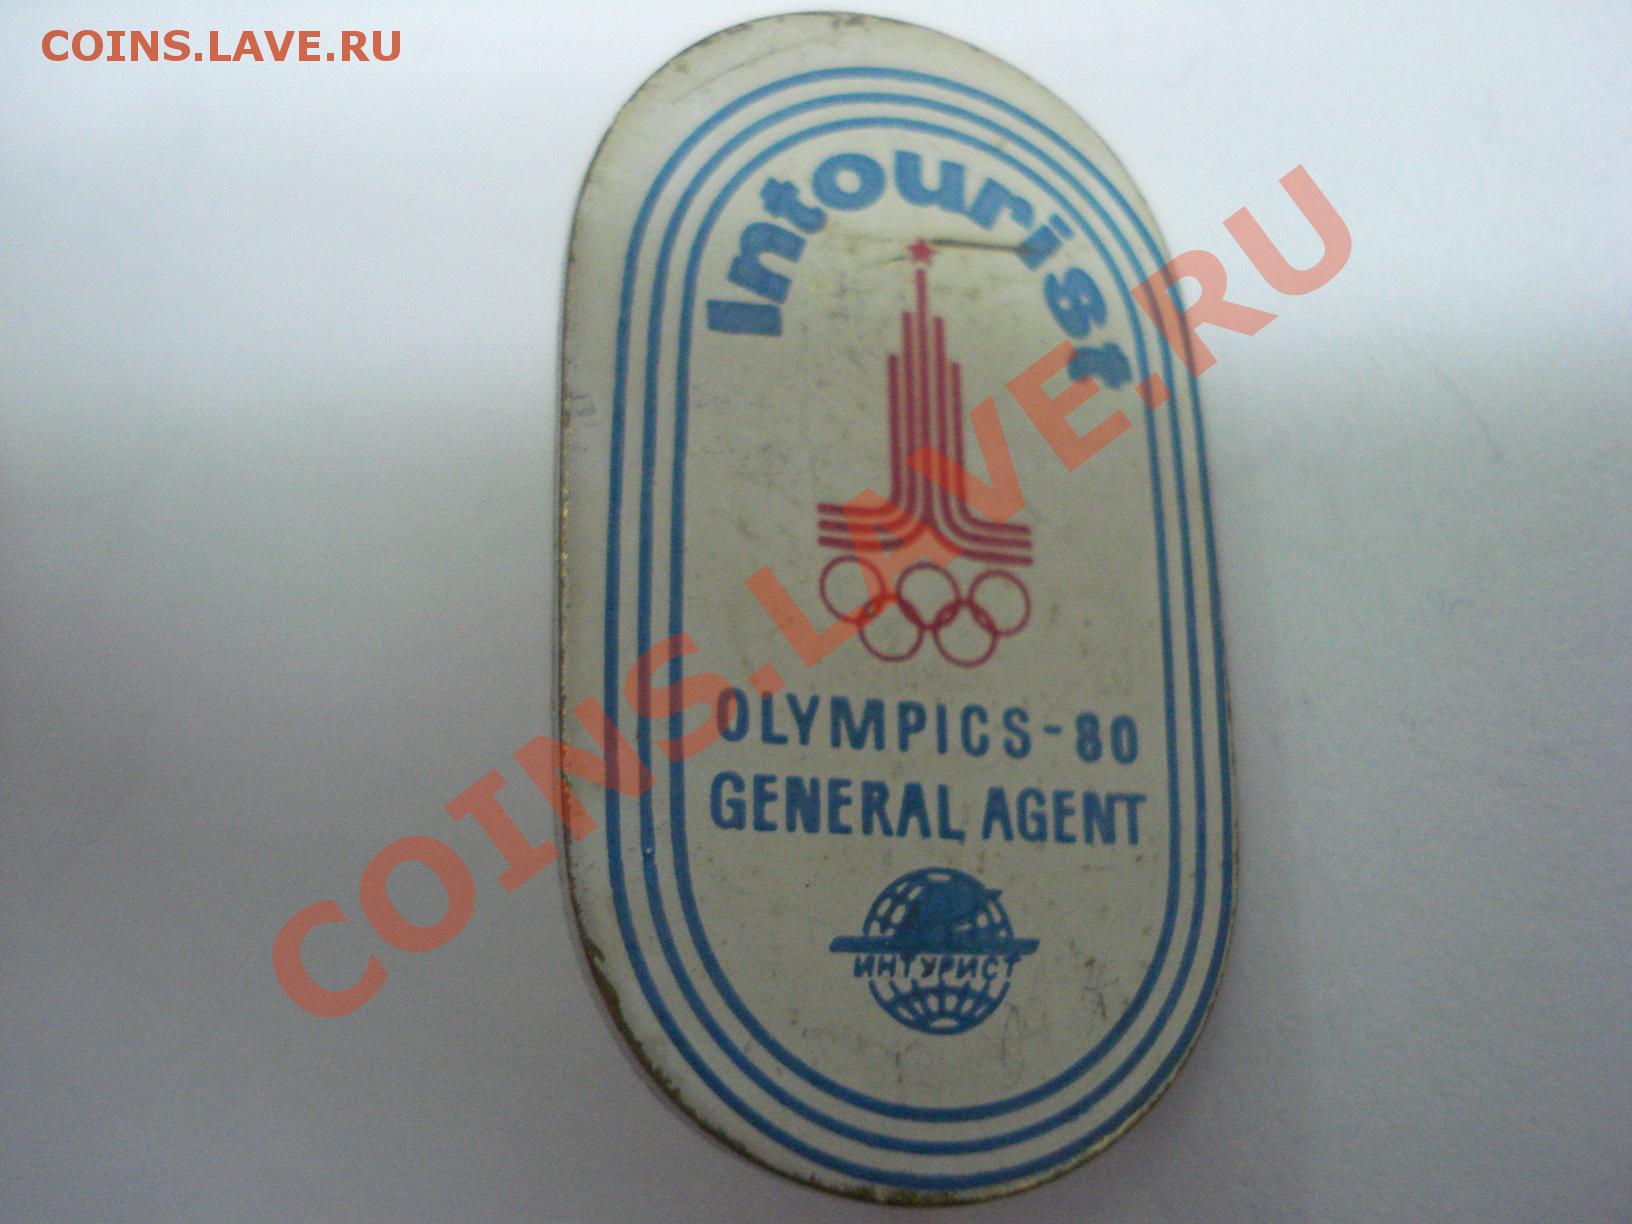 COINS.LAVE.RU
Intourist
OLYMPICS-80
GENERAL AGENT
ИНТУРИСТ
COINS.LAVE.RU